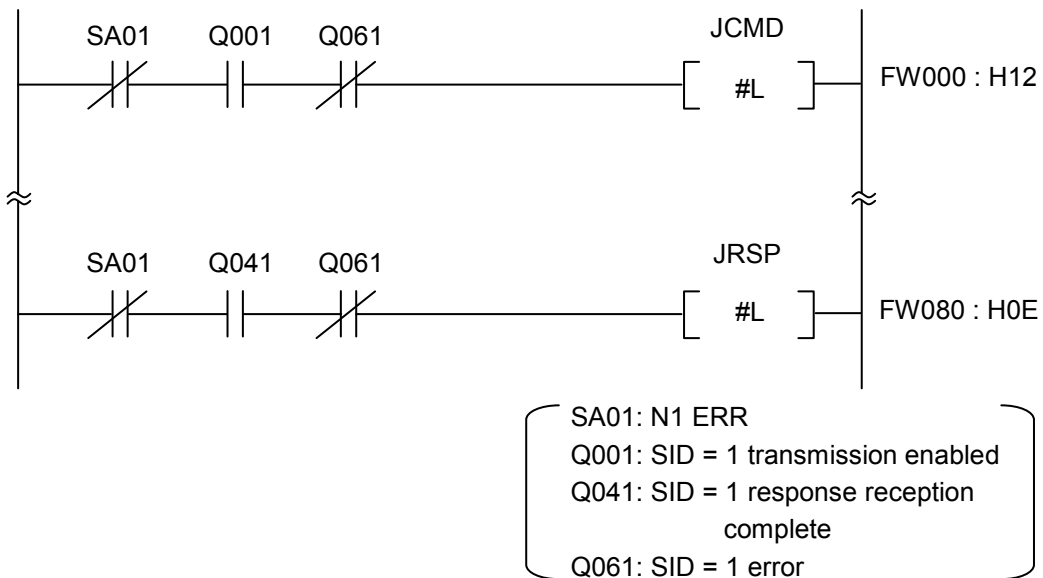 SA01 Q001 Q061 JCMD
#L FW000 : H12
SA01 Q041 Q061 JRSP
#L FW080 : H0E
SA01: N1 ERR
Q001: SID = 1 transmission enabled
Q041: SID = 1 response reception
complete
Q061: SID = 1 error